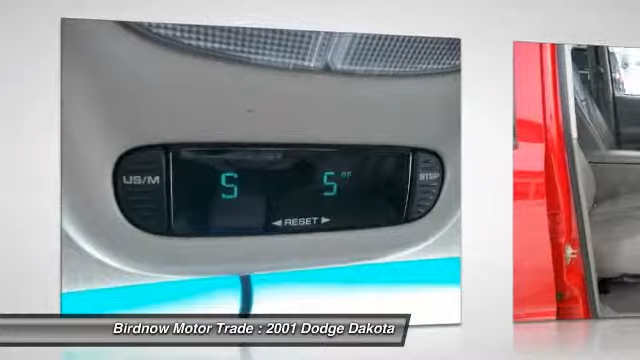 US/M
S 5°F
STEP
◄ RESET ►
Birdnow Motor Trade : 2001 Dodge Dakota